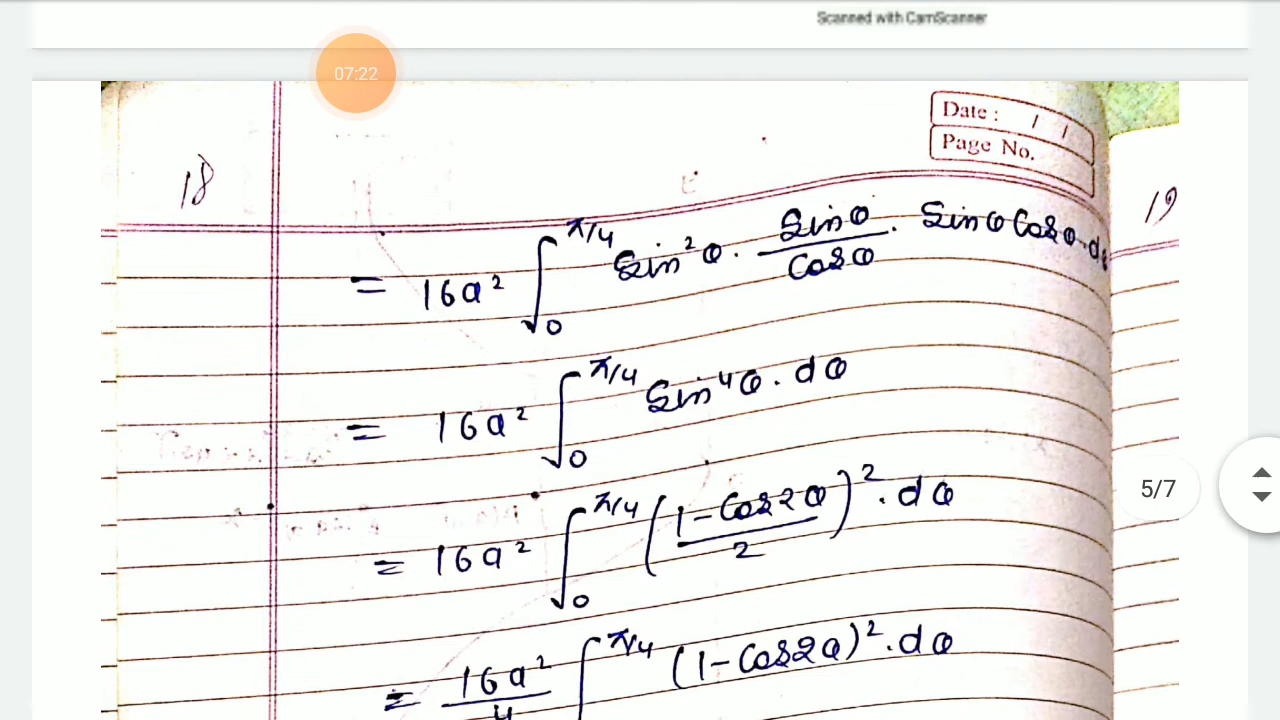 Scanned with CamScanner
07:22
Date : / /
Page No.
18
19
= 16a² ∫₀^π/4 Sin²θ · Sinθ/Cosθ · Sinθ Cosθ · dθ
= 16a² ∫₀^π/4 Sin⁴θ · dθ
= 16a² ∫₀^π/4 (1-Cos2θ/2)² · dθ
= 16a²/4 ∫ π/4 (1-Cos2θ)² · dθ
5/7